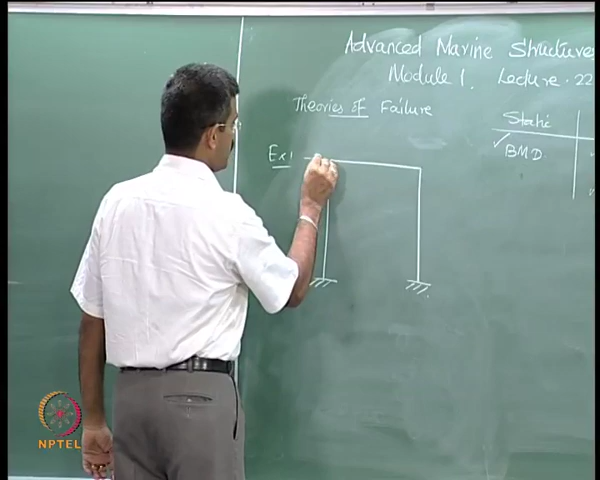 Advanced Marine Structures
Module 1, Lecture - 22
Theories of Failure
Static
✓ BMD
Ex 1
NPTEL